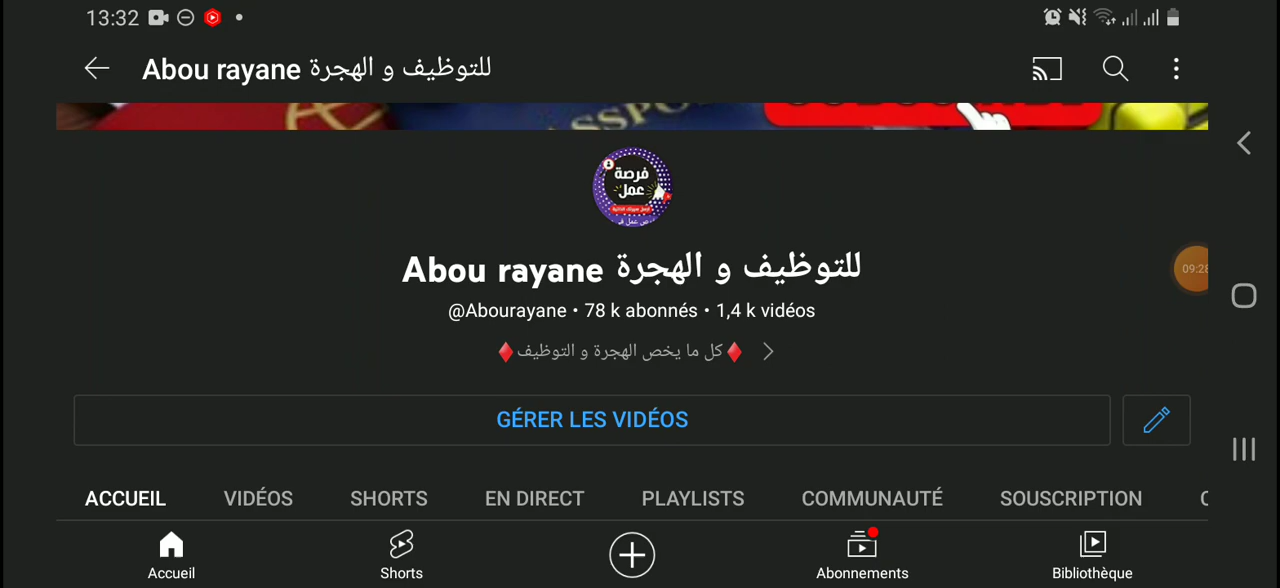 13:32
Abou rayane للتوظيف و الهجرة
فرصة
عمل
Abou rayane للتوظيف و الهجرة
@Abourayane • 78 k abonnés • 1,4 k vidéos
♦️كل ما يخص الهجرة و التوظيف♦️
09:28
GÉRER LES VIDÉOS
ACCUEIL VIDÉOS SHORTS EN DIRECT PLAYLISTS COMMUNAUTÉ SOUSCRIPTION
Accueil Shorts Abonnements Bibliothèque